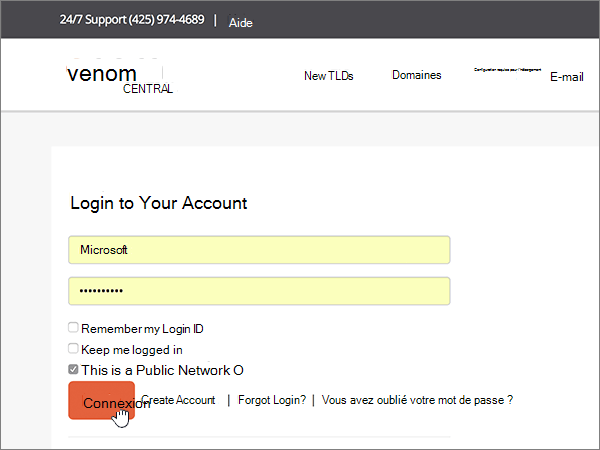 24/7 Support (425) 974-4689 | Aide
venom
CENTRAL
New TLDs Domaines Configuration requise pour l'hébergement E-mail
Login to Your Account
Microsoft
••••••••••
Remember my Login ID
Keep me logged in
This is a Public Network O
Connexion Create Account | Forgot Login? | Vous avez oublié votre mot de passe ?